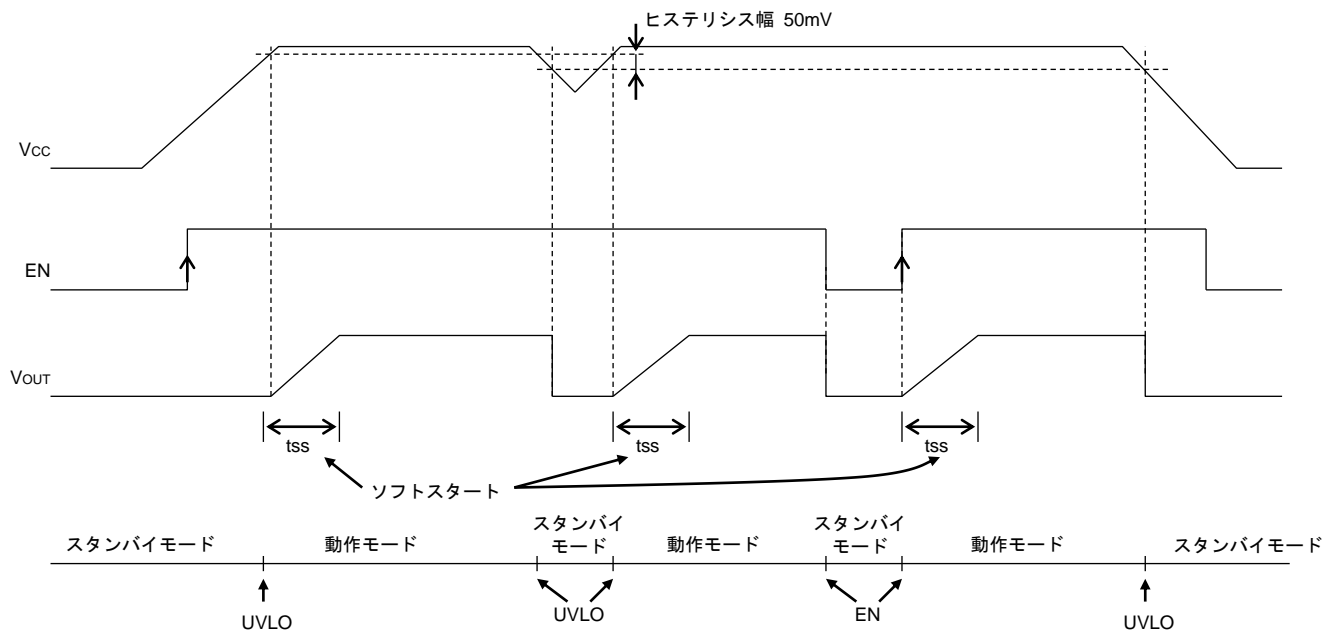 ヒステリシス幅 50mV
VCC
EN
VOUT
tss
tss
tss
ソフトスタート
スタンバイモード
動作モード
スタンバイ
モード
動作モード
スタンバイ
モード
動作モード
スタンバイモード
UVLO
UVLO
EN
UVLO